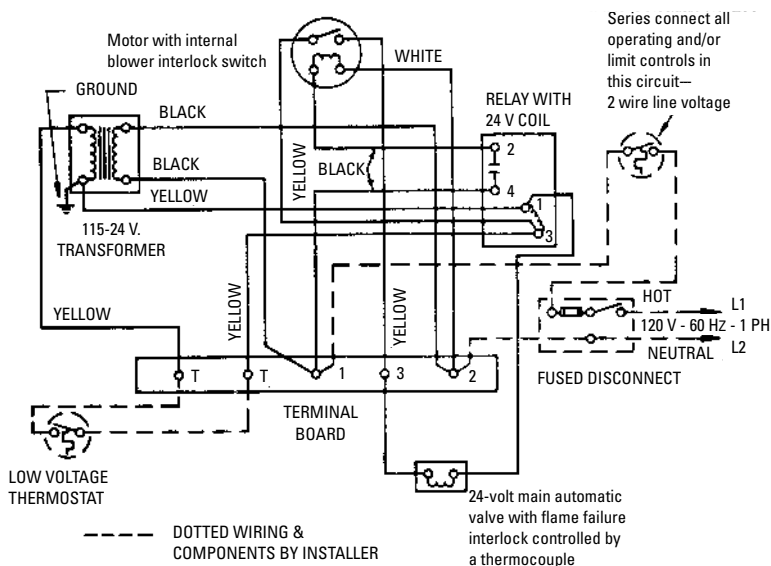 Motor with internal
blower interlock switch
GROUND
WHITE
Series connect all
operating and/or
limit controls in
this circuit—
2 wire line voltage
BLACK
RELAY WITH
24 V COIL
BLACK
YELLOW
YELLOW
BLACK
2
4
1
3
115-24 V.
TRANSFORMER
YELLOW
YELLOW
YELLOW
HOT
L1
120 V - 60 Hz - 1 PH
NEUTRAL
L2
FUSED DISCONNECT
T
T
1
3
2
TERMINAL
BOARD
LOW VOLTAGE
THERMOSTAT
24-volt main automatic
valve with flame failure
interlock controlled by
a thermocouple
DOTTED WIRING &
COMPONENTS BY INSTALLER